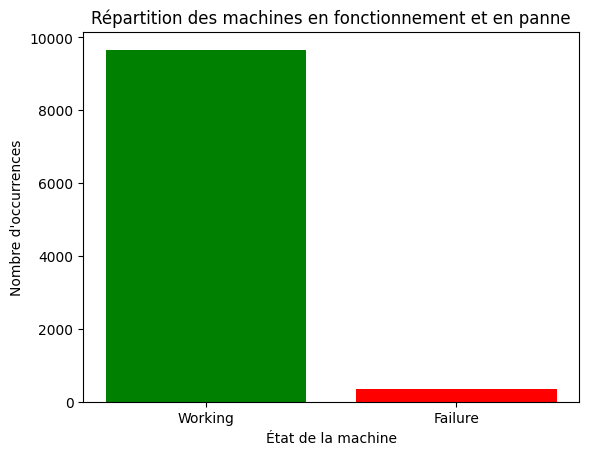 Répartition des machines en fonctionnement et en panne
10000
8000
6000
4000
2000
0
Nombre d'occurrences
Working
Failure
État de la machine